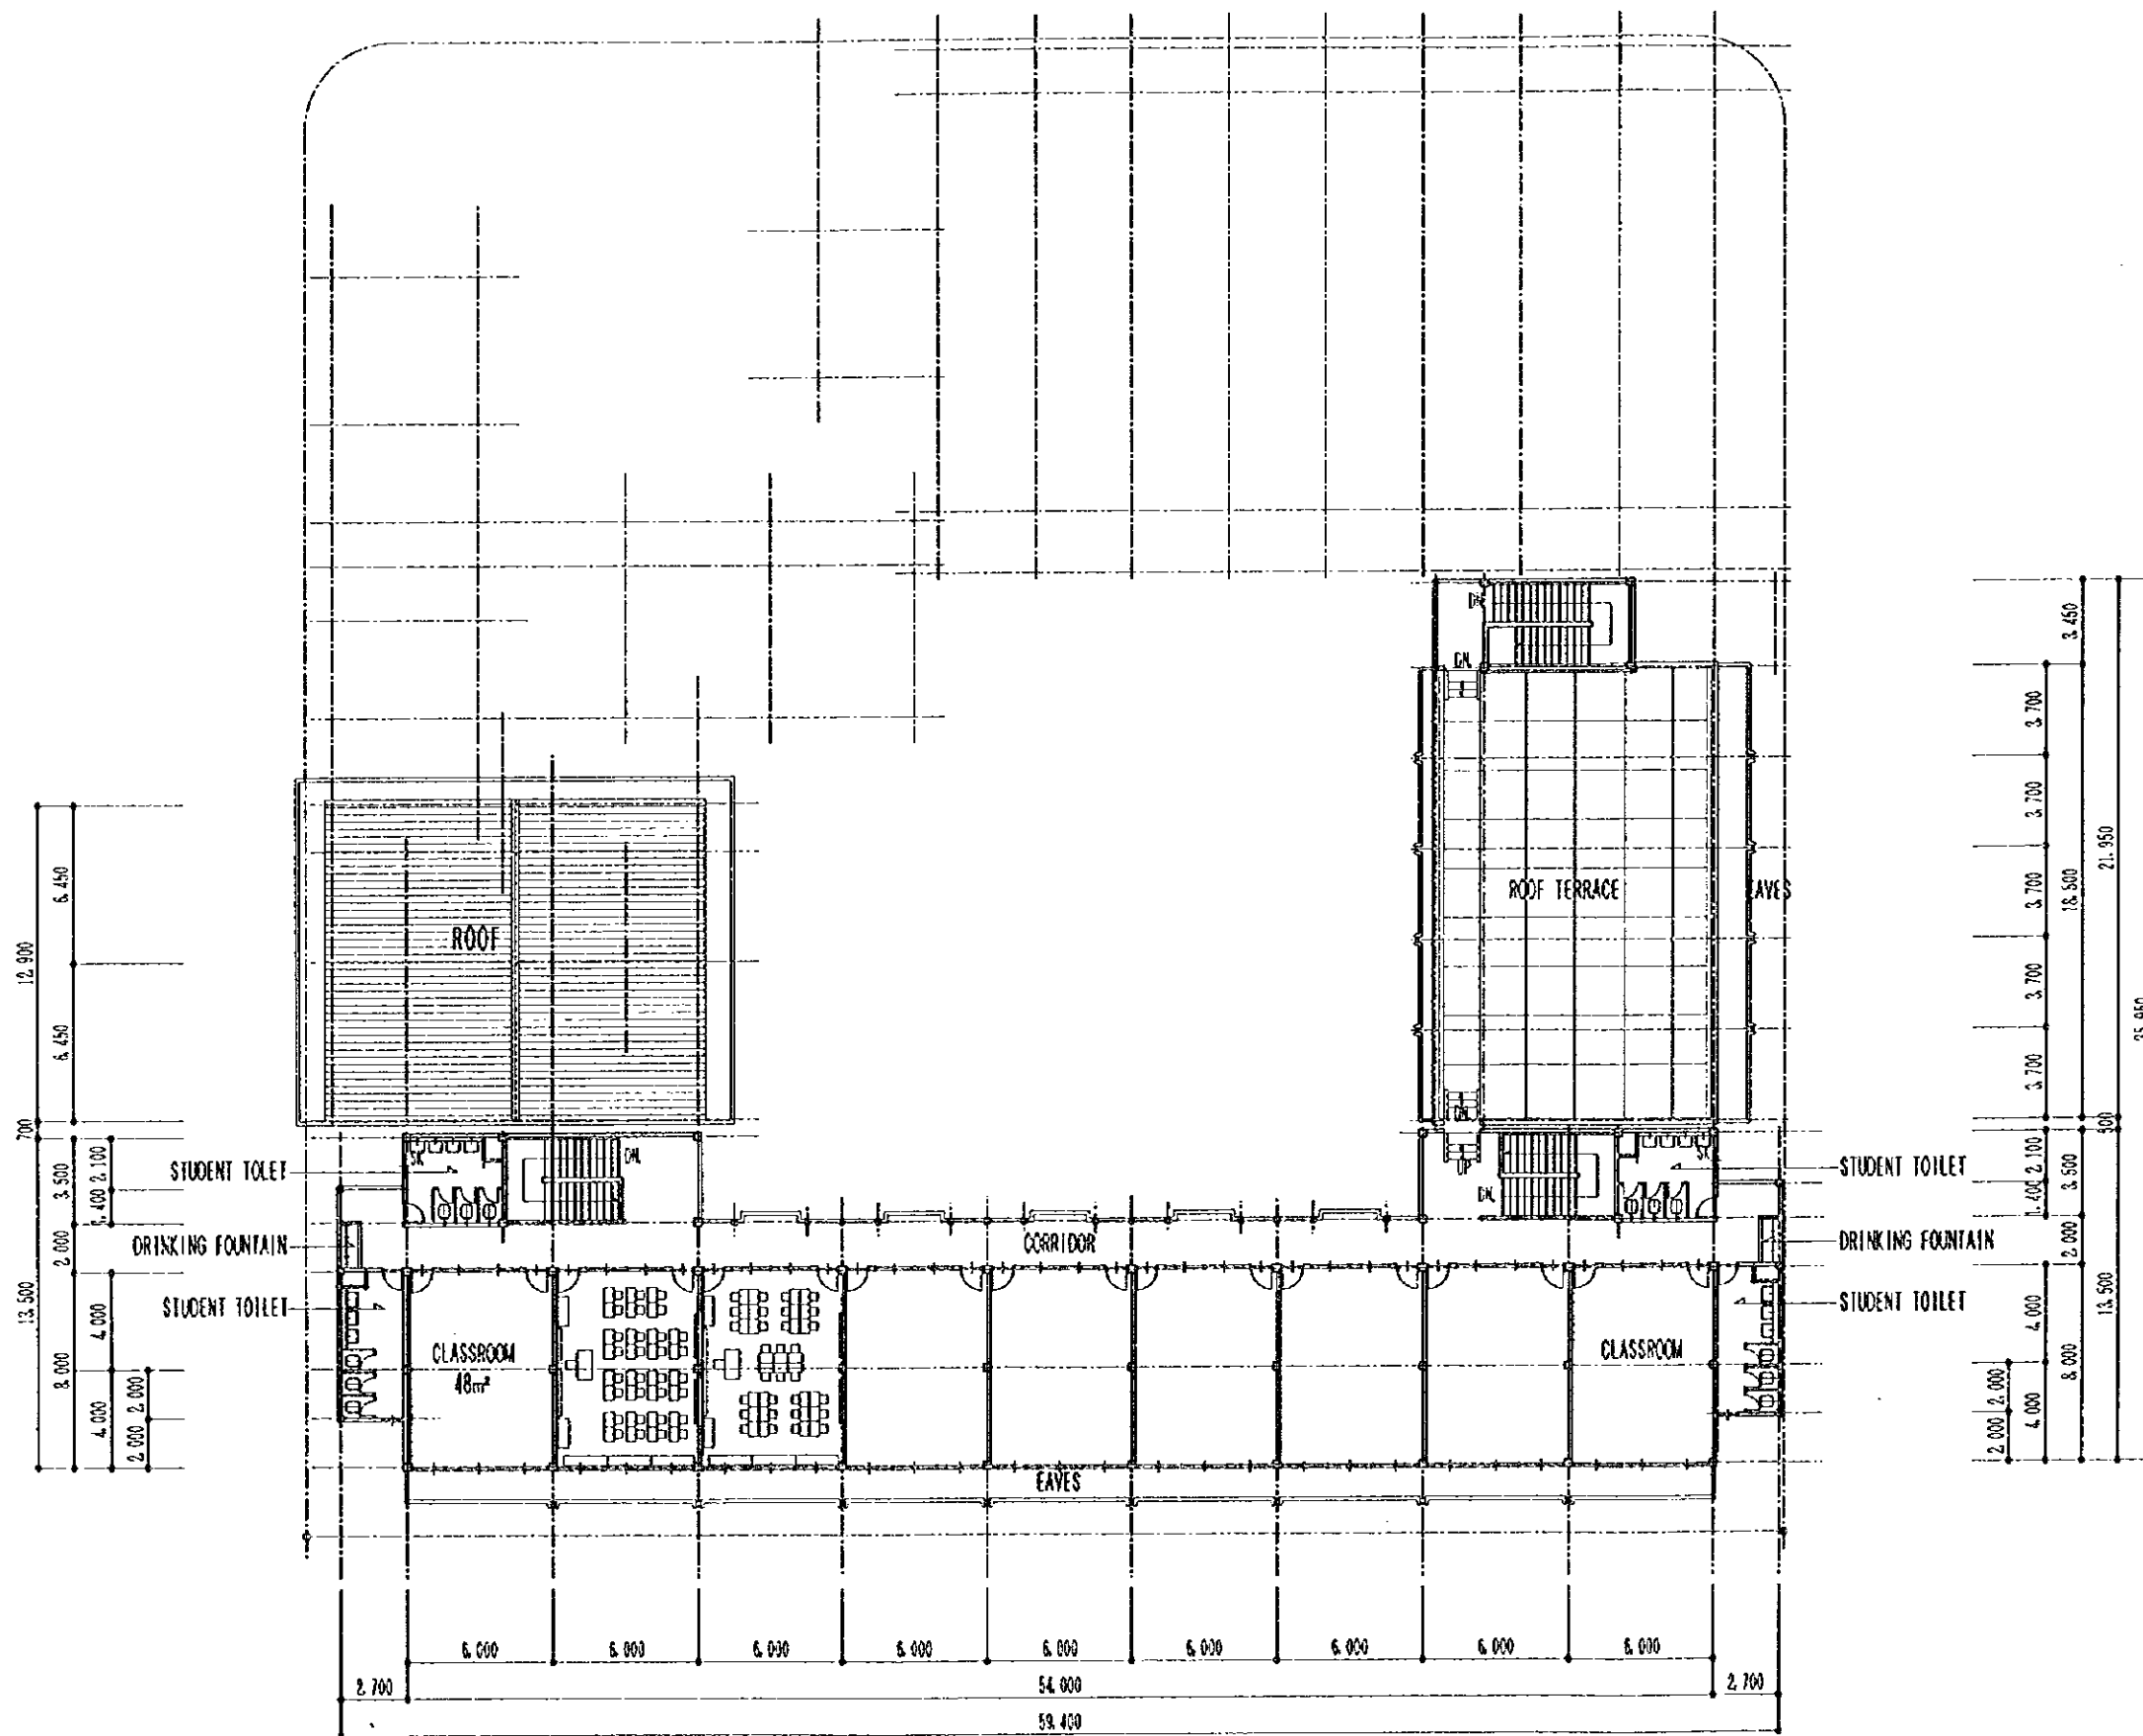 DN.
3.450
DN.
3.700
3.700
21.950
6.450
ROOF TERRACE
EAVES
3.700
18.500
ROOF
12.900
3.700
6.450
3.700
DN.
700
SK
DN.
UP
SK
STUDENT TOLET
2.100
3.500
DN.
2.100
3.500
STUDENT TOILET
1.400
1.400
DRINKING FOUNTAIN
2.000
CORRIDOR
2.000
DRINKING FOUNTAIN
STUDENT TOILET
13.500
4.000
4.000
13.500
STUDENT TOILET
CLASSROOM
48m²
CLASSROOM
8.000
8.000
2.000
2.000
4.000
2.000
4.000
2.000
EAVES
6.000
6.000
6.000
6.000
6.000
6.000
6.000
6.000
6.000
2.700
54.000
2.700
59.400